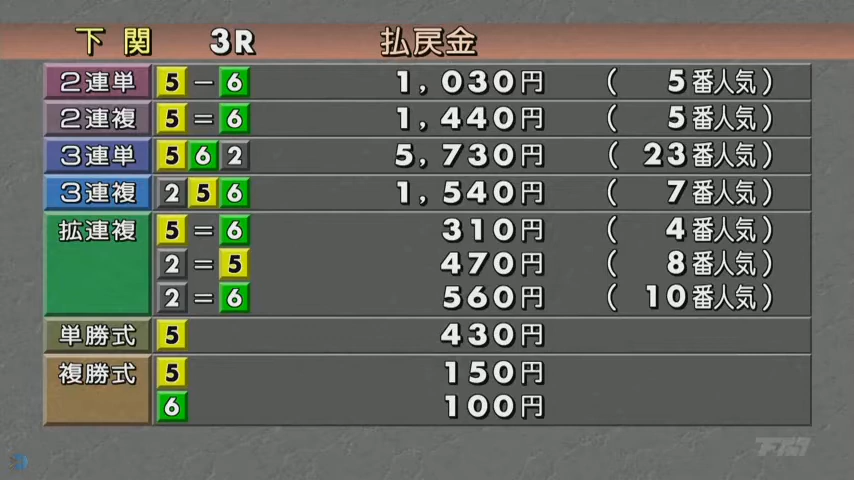 下関 3R 払戻金
2連単 5 - 6 1,030円 ( 5番人気)
2連複 5 = 6 1,440円 ( 5番人気)
3連単 5 6 2 5,730円 ( 23番人気)
3連複 2 5 6 1,540円 ( 7番人気)
拡連複 5 = 6 310円 ( 4番人気)
2 = 5 470円 ( 8番人気)
2 = 6 560円 ( 10番人気)
単勝式 5 430円
複勝式 5 150円
6 100円